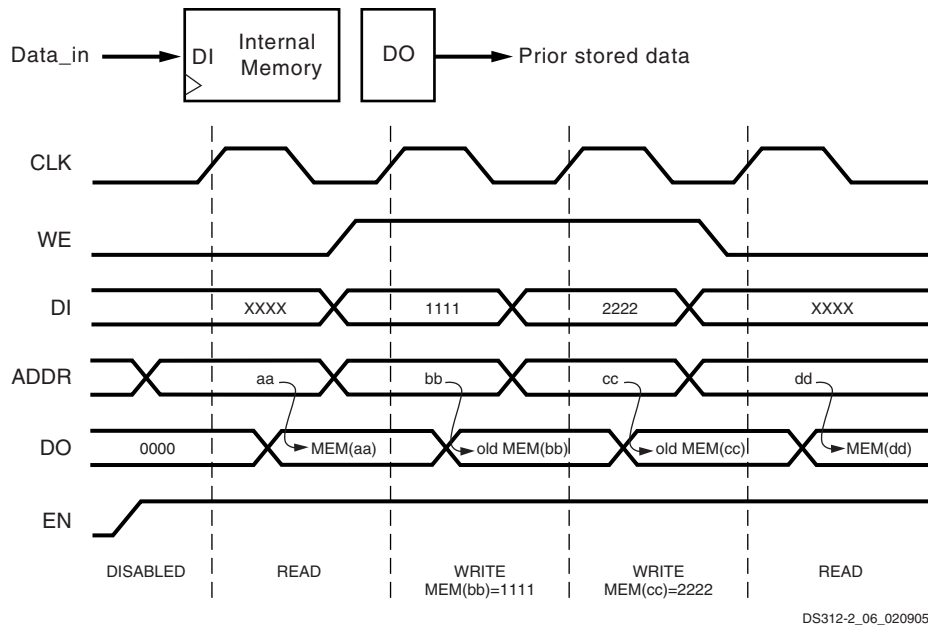 Data_in
DI
Internal
Memory
DO
Prior stored data
CLK
WE
DI
XXXX 1111 2222 XXXX
ADDR
aa bb cc dd
DO
0000 MEM(aa) old MEM(bb) old MEM(cc) MEM(dd)
EN
DISABLED READ WRITE WRITE READ
MEM(bb)=1111 MEM(cc)=2222
DS312-2_06_020905